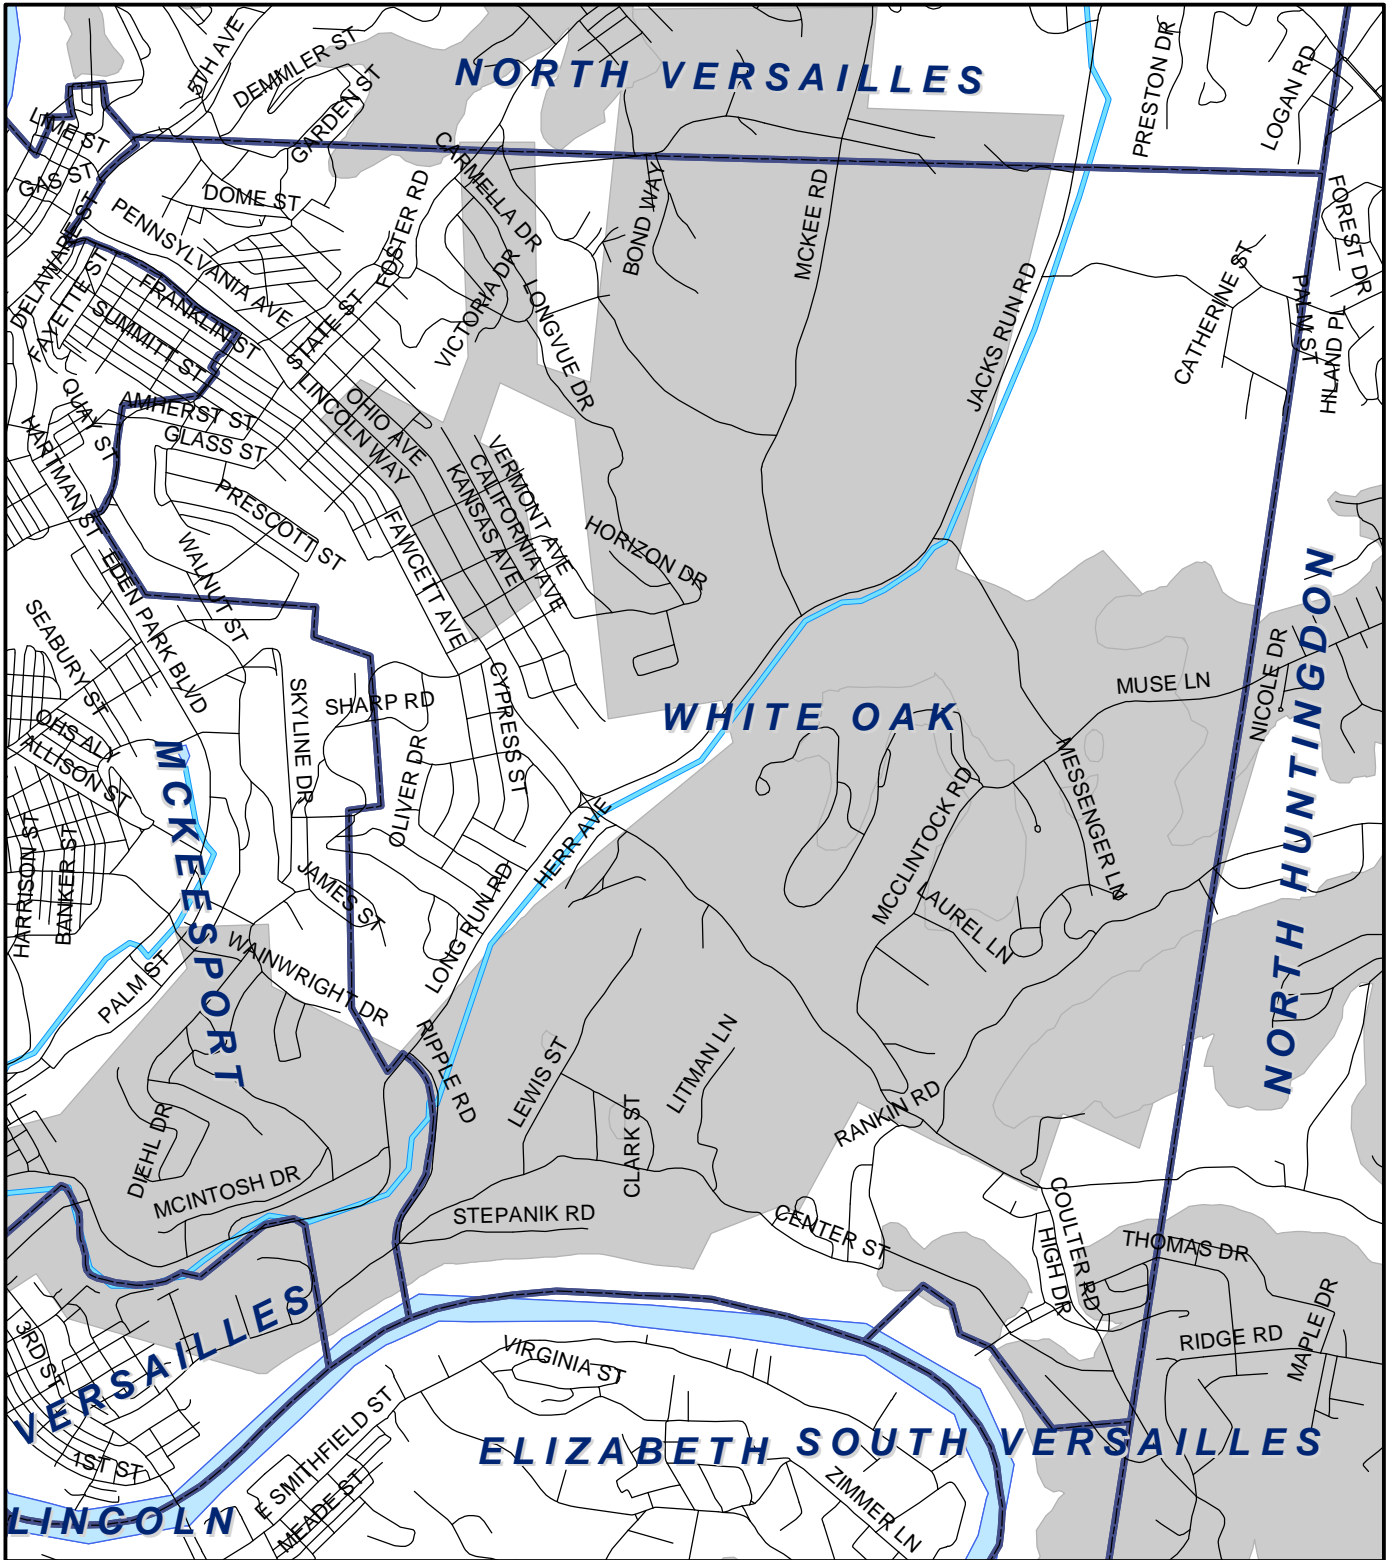 5TH AVE
DEMMLER ST
GARDEN ST
NORTH VERSAILLES
PRESTON DR
LOGAN RD
LIME ST
GAS ST
DOME ST
CARMELLA DR
FOSTER RD
BOND WAY
MCKEE RD
FOREST DR
DELAWARE ST
PENNSYLVANIA AVE
FAYETTE ST
FRANKLIN ST
SUMMITT ST
STATE ST
VICTORIA DR
LONGVUE DR
JACKS RUN RD
CATHERINE ST
PALM ST
HILAND PL
QUAY ST
AMHERST ST
GLASS ST
HARTMAN ST
LINCOLN WAY
OHIO AVE
KANSAS AVE
CALIFORNIA AVE
VERMONT AVE
PRESCOTT ST
FAWCETT AVE
HORIZON DR
WALNUT ST
EDEN PARK BLVD
SEABURY ST
SHARP RD
CYPRESS ST
SKYLINE DR
OLIVER DR
OHIS ALY
ALLISON ST
WHITE OAK
MUSE LN
NICOLE DR
NORTH HUNTINGDON
MESSENGER LN
MCCLINTOCK RD
LAUREL LN
MCKEESPORT
HARRISON ST
BANKER ST
JAMES ST
HERR AVE
LONG RUN RD
WAINWRIGHT DR
PALM ST
RIPPLE RD
LEWIS ST
LITMAN LN
CLARK ST
RANKIN RD
DIEHL DR
MCINTOSH DR
STEPANIK RD
CENTER ST
COULTER RD
HIGH DR
THOMAS DR
RIDGE RD
MAPLE DR
VERSAILLES
3RD ST
1ST ST
VIRGINIA ST
E SMITHFIELD ST
MEADE ST
ELIZABETH
SOUTH VERSAILLES
ZIMMER LN
LINCOLN